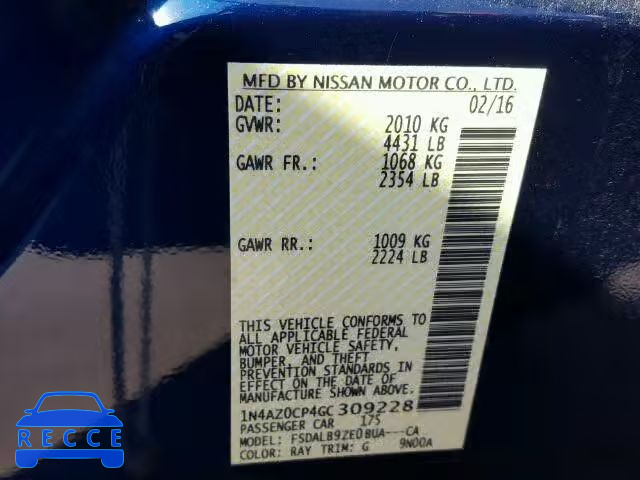 MFD BY NISSAN MOTOR CO., LTD.
DATE: 02/16
GVWR: 2010 KG
4431 LB
GAWR FR.: 1068 KG
2354 LB
GAWR RR.: 1009 KG
2224 LB
THIS VEHICLE CONFORMS TO
ALL APPLICABLE FEDERAL
MOTOR VEHICLE SAFETY,
BUMPER, AND THEFT
PREVENTION STANDARDS IN
EFFECT ON THE DATE OF
MANUFACTURE SHOWN ABOVE.
1N4AZ0CP4GC 309228
PASSENGER CAR 175
MODEL: FSDALB9ZE0BUA---CA
COLOR: RAY TRIM: G 9N00A